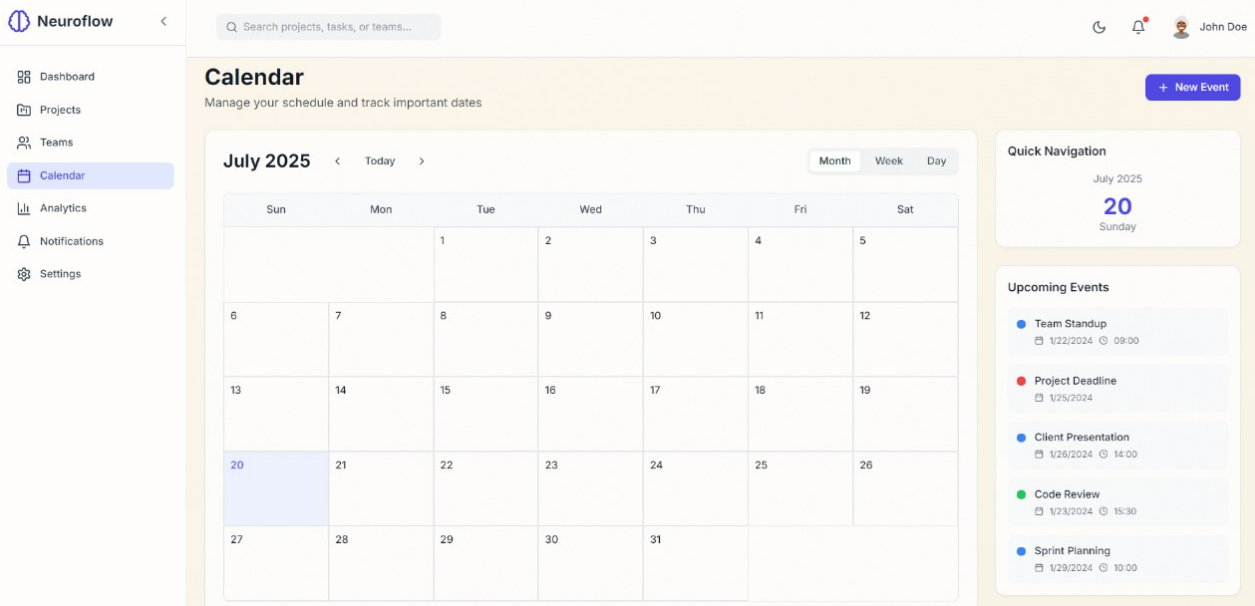 Neuroflow
Search projects, tasks, or teams...
John Doe
Dashboard
Projects
Teams
Calendar
Analytics
Notifications
Settings
Calendar
Manage your schedule and track important dates
+ New Event
July 2025 < Today >
Month Week Day
Sun Mon Tue Wed Thu Fri Sat
1 2 3 4 5
6 7 8 9 10 11 12
13 14 15 16 17 18 19
20 21 22 23 24 25 26
27 28 29 30 31
Quick Navigation
July 2025
20
Sunday
Upcoming Events
Team Standup
1/22/2024 09:00
Project Deadline
1/25/2024
Client Presentation
1/26/2024 14:00
Code Review
1/23/2024 15:30
Sprint Planning
1/29/2024 10:00